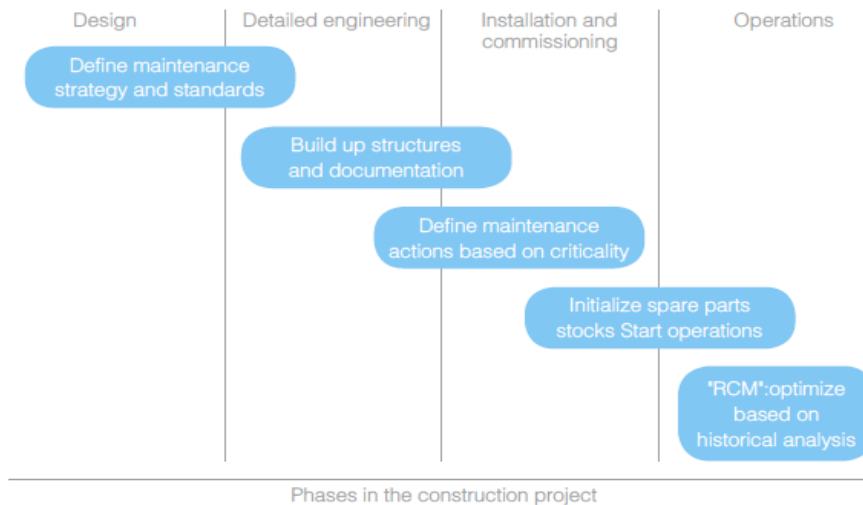 Design
Detailed engineering
Installation and
commissioning
Operations
Define maintenance
strategy and standards
Build up structures
and documentation
Define maintenance
actions based on criticality
Initialize spare parts
stocks Start operations
"RCM":optimize
based on
historical analysis
Phases in the construction project